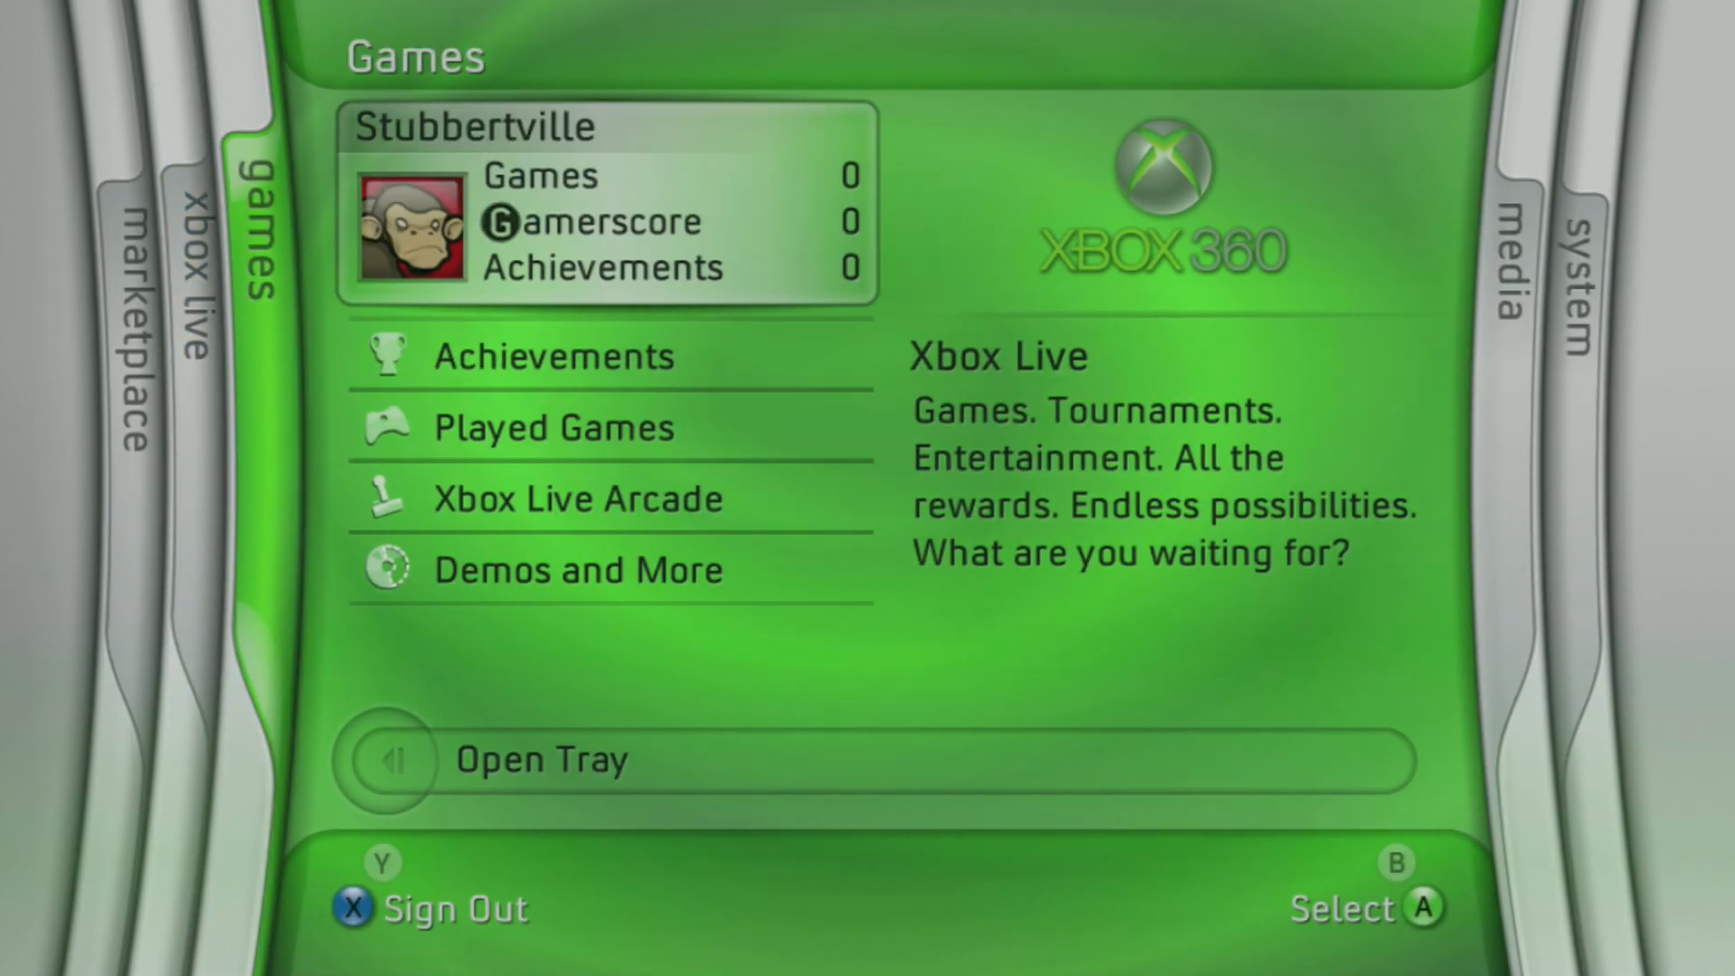 Games
marketplace
xbox live
games
Stubbertville
Games 0
Gamerscore 0
Achievements 0
Achievements
Played Games
Xbox Live Arcade
Demos and More
XBOX 360
Xbox Live
Games. Tournaments.
Entertainment. All the
rewards. Endless possibilities.
What are you waiting for?
media
system
Open Tray
Y
X Sign Out
B
Select A